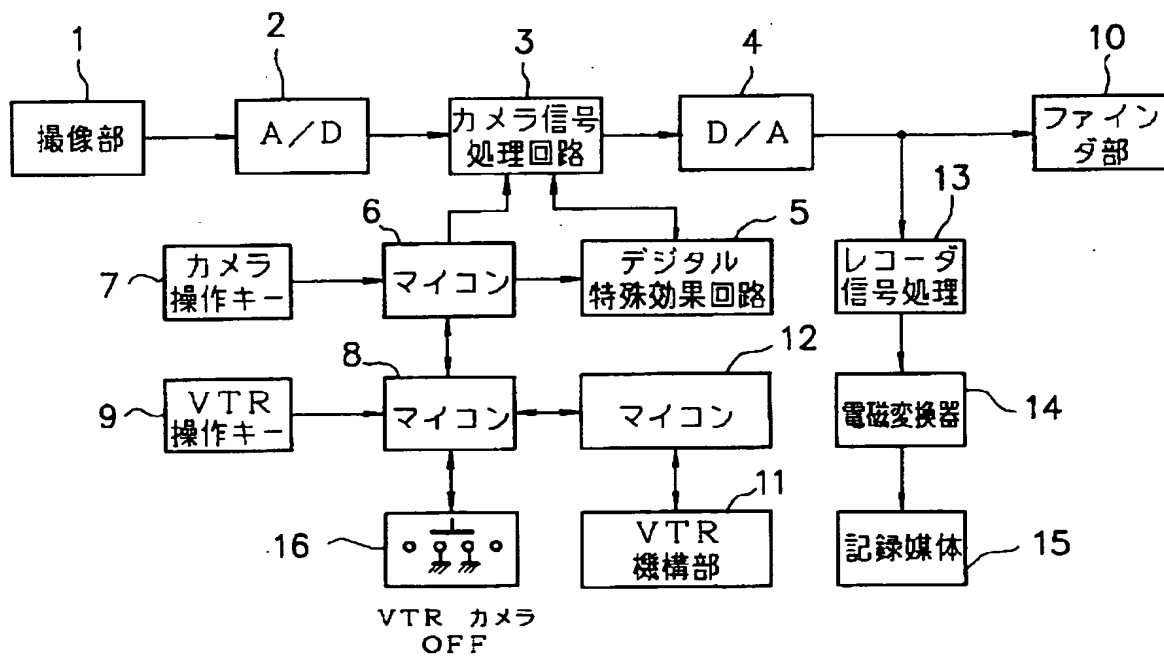 1
2
3
4
10
撮像部
A/D
カメラ信号
処理回路
D/A
ファイン
ダ部
6
5
13
7
カメラ
操作キー
マイコン
デジタル
特殊効果回路
レコーダ
信号処理
8
12
9
VTR
操作キー
マイコン
マイコン
電磁変換器
14
11
16
VTR
機構部
記録媒体
15
VTR カメラ
OFF